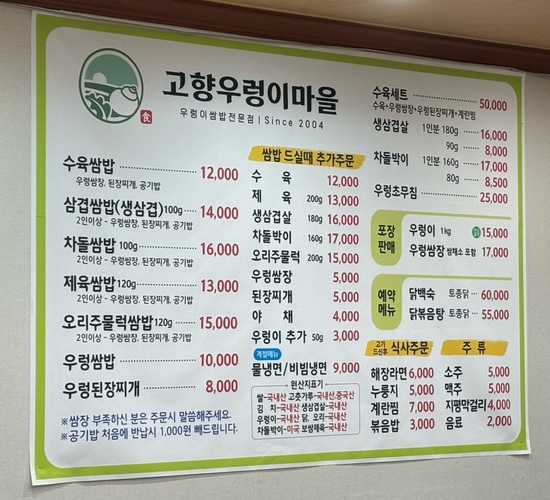 고향우렁이마을
우렁이쌈밥전문점 | Since 2004
食
수육쌈밥 12,000
우렁쌈장, 된장찌개, 공기밥
삼겹쌈밥(생삼겹)100g 14,000
2인이상 - 우렁쌈장, 된장찌개, 공기밥
차돌쌈밥 100g 16,000
2인이상 - 우렁쌈장, 된장찌개, 공기밥
제육쌈밥 120g 13,000
2인이상 - 우렁쌈장, 된장찌개, 공기밥
오리주물럭쌈밥 120g 15,000
2인이상 - 우렁쌈장, 된장찌개, 공기밥
우렁쌈밥 10,000
우렁된장찌개 8,000
※쌈장 부족하신 분은 주문시 말씀해주세요.
※공기밥 처음에 반납시 1,000원 빼드립니다.
쌈밥 드실때 추가주문
수 육 12,000
제 육 200g 13,000
생삼겹살 180g 16,000
차돌박이 160g 17,000
오리주물럭 200g 15,000
우렁쌈장 5,000
된장찌개 5,000
야 채 4,000
우렁이 추가 50g 3,000
계절메뉴
물냉면/비빔냉면 9,000
원산지표기
쌀-국내산 고춧가루-국내산,중국산
김 치-국내산 생삼겹살-국내산
우렁이-국내산 닭, 오리-국내산
차돌박이-미국 보쌈제육-국내산
수육세트 50,000
수육+우렁쌈장+우렁된장찌개+계란찜
생삼겹살 1인분 180g 16,000
90g 8,000
차돌박이 1인분 160g 17,000
80g 8,500
우렁초무침 25,000
포장
판매
우렁이 1kg 15,000
우렁쌈장 쌈채소 포함 17,000
예약
메뉴
닭백숙 토종닭 60,000
닭볶음탕 토종닭 55,000
고기
드신후 식사주문
해장라면 6,000
누룽지 5,000
계란찜 7,000
볶음밥 3,000
주 류
소주 5,000
맥주 5,000
지평막걸리 4,000
음료 2,000